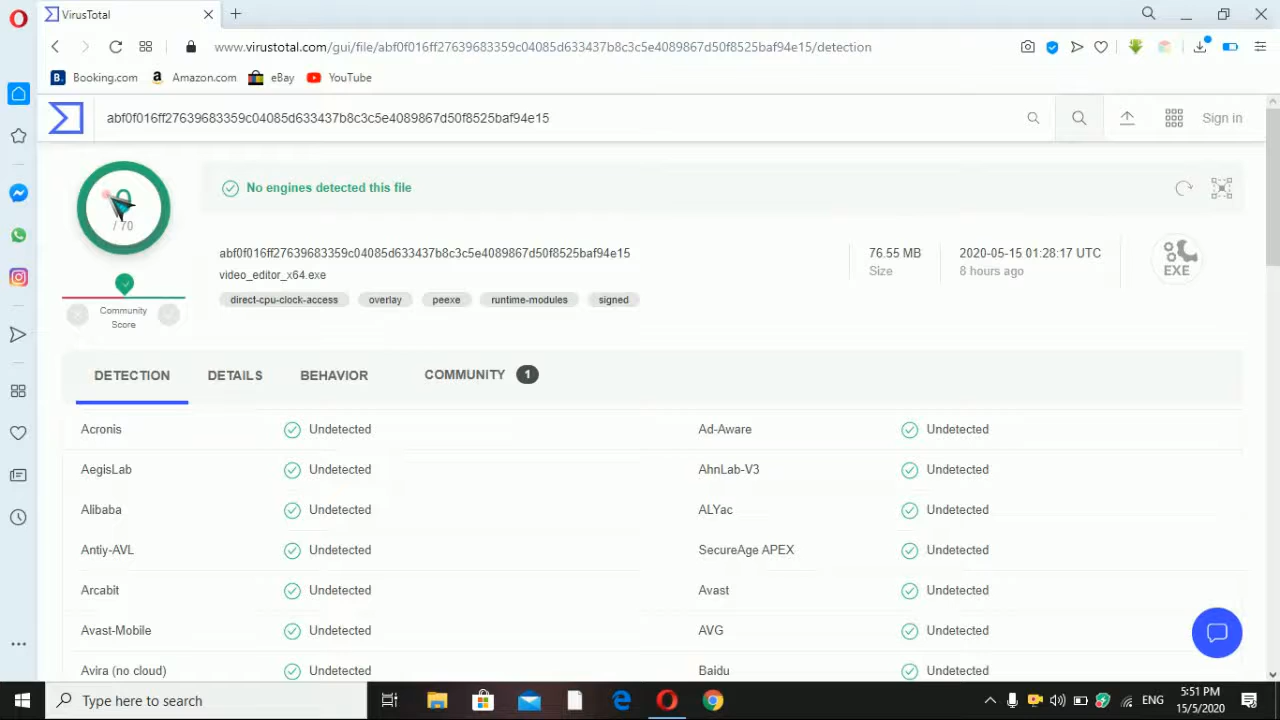 VirusTotal
www.virustotal.com/gui/file/abf0f016ff27639683359c04085d633437b8c3c5e4089867d50f8525baf94e15/detection
Booking.com
Amazon.com
eBay
YouTube
abf0f016ff27639683359c04085d633437b8c3c5e4089867d50f8525baf94e15
Sign in
/ 70
No engines detected this file
abf0f016ff27639683359c04085d633437b8c3c5e4089867d50f8525baf94e15
video_editor_x64.exe
direct-cpu-clock-access overlay peexe runtime-modules signed
76.55 MB
Size
2020-05-15 01:28:17 UTC
8 hours ago
EXE
Community
Score
DETECTION DETAILS BEHAVIOR COMMUNITY 1
Acronis Undetected Ad-Aware Undetected
AegisLab Undetected AhnLab-V3 Undetected
Alibaba Undetected ALYac Undetected
Antiy-AVL Undetected SecureAge APEX Undetected
Arcabit Undetected Avast Undetected
Avast-Mobile Undetected AVG Undetected
Avira (no cloud) Undetected Baidu Undetected
Type here to search
ENG
5:51 PM
15/5/2020